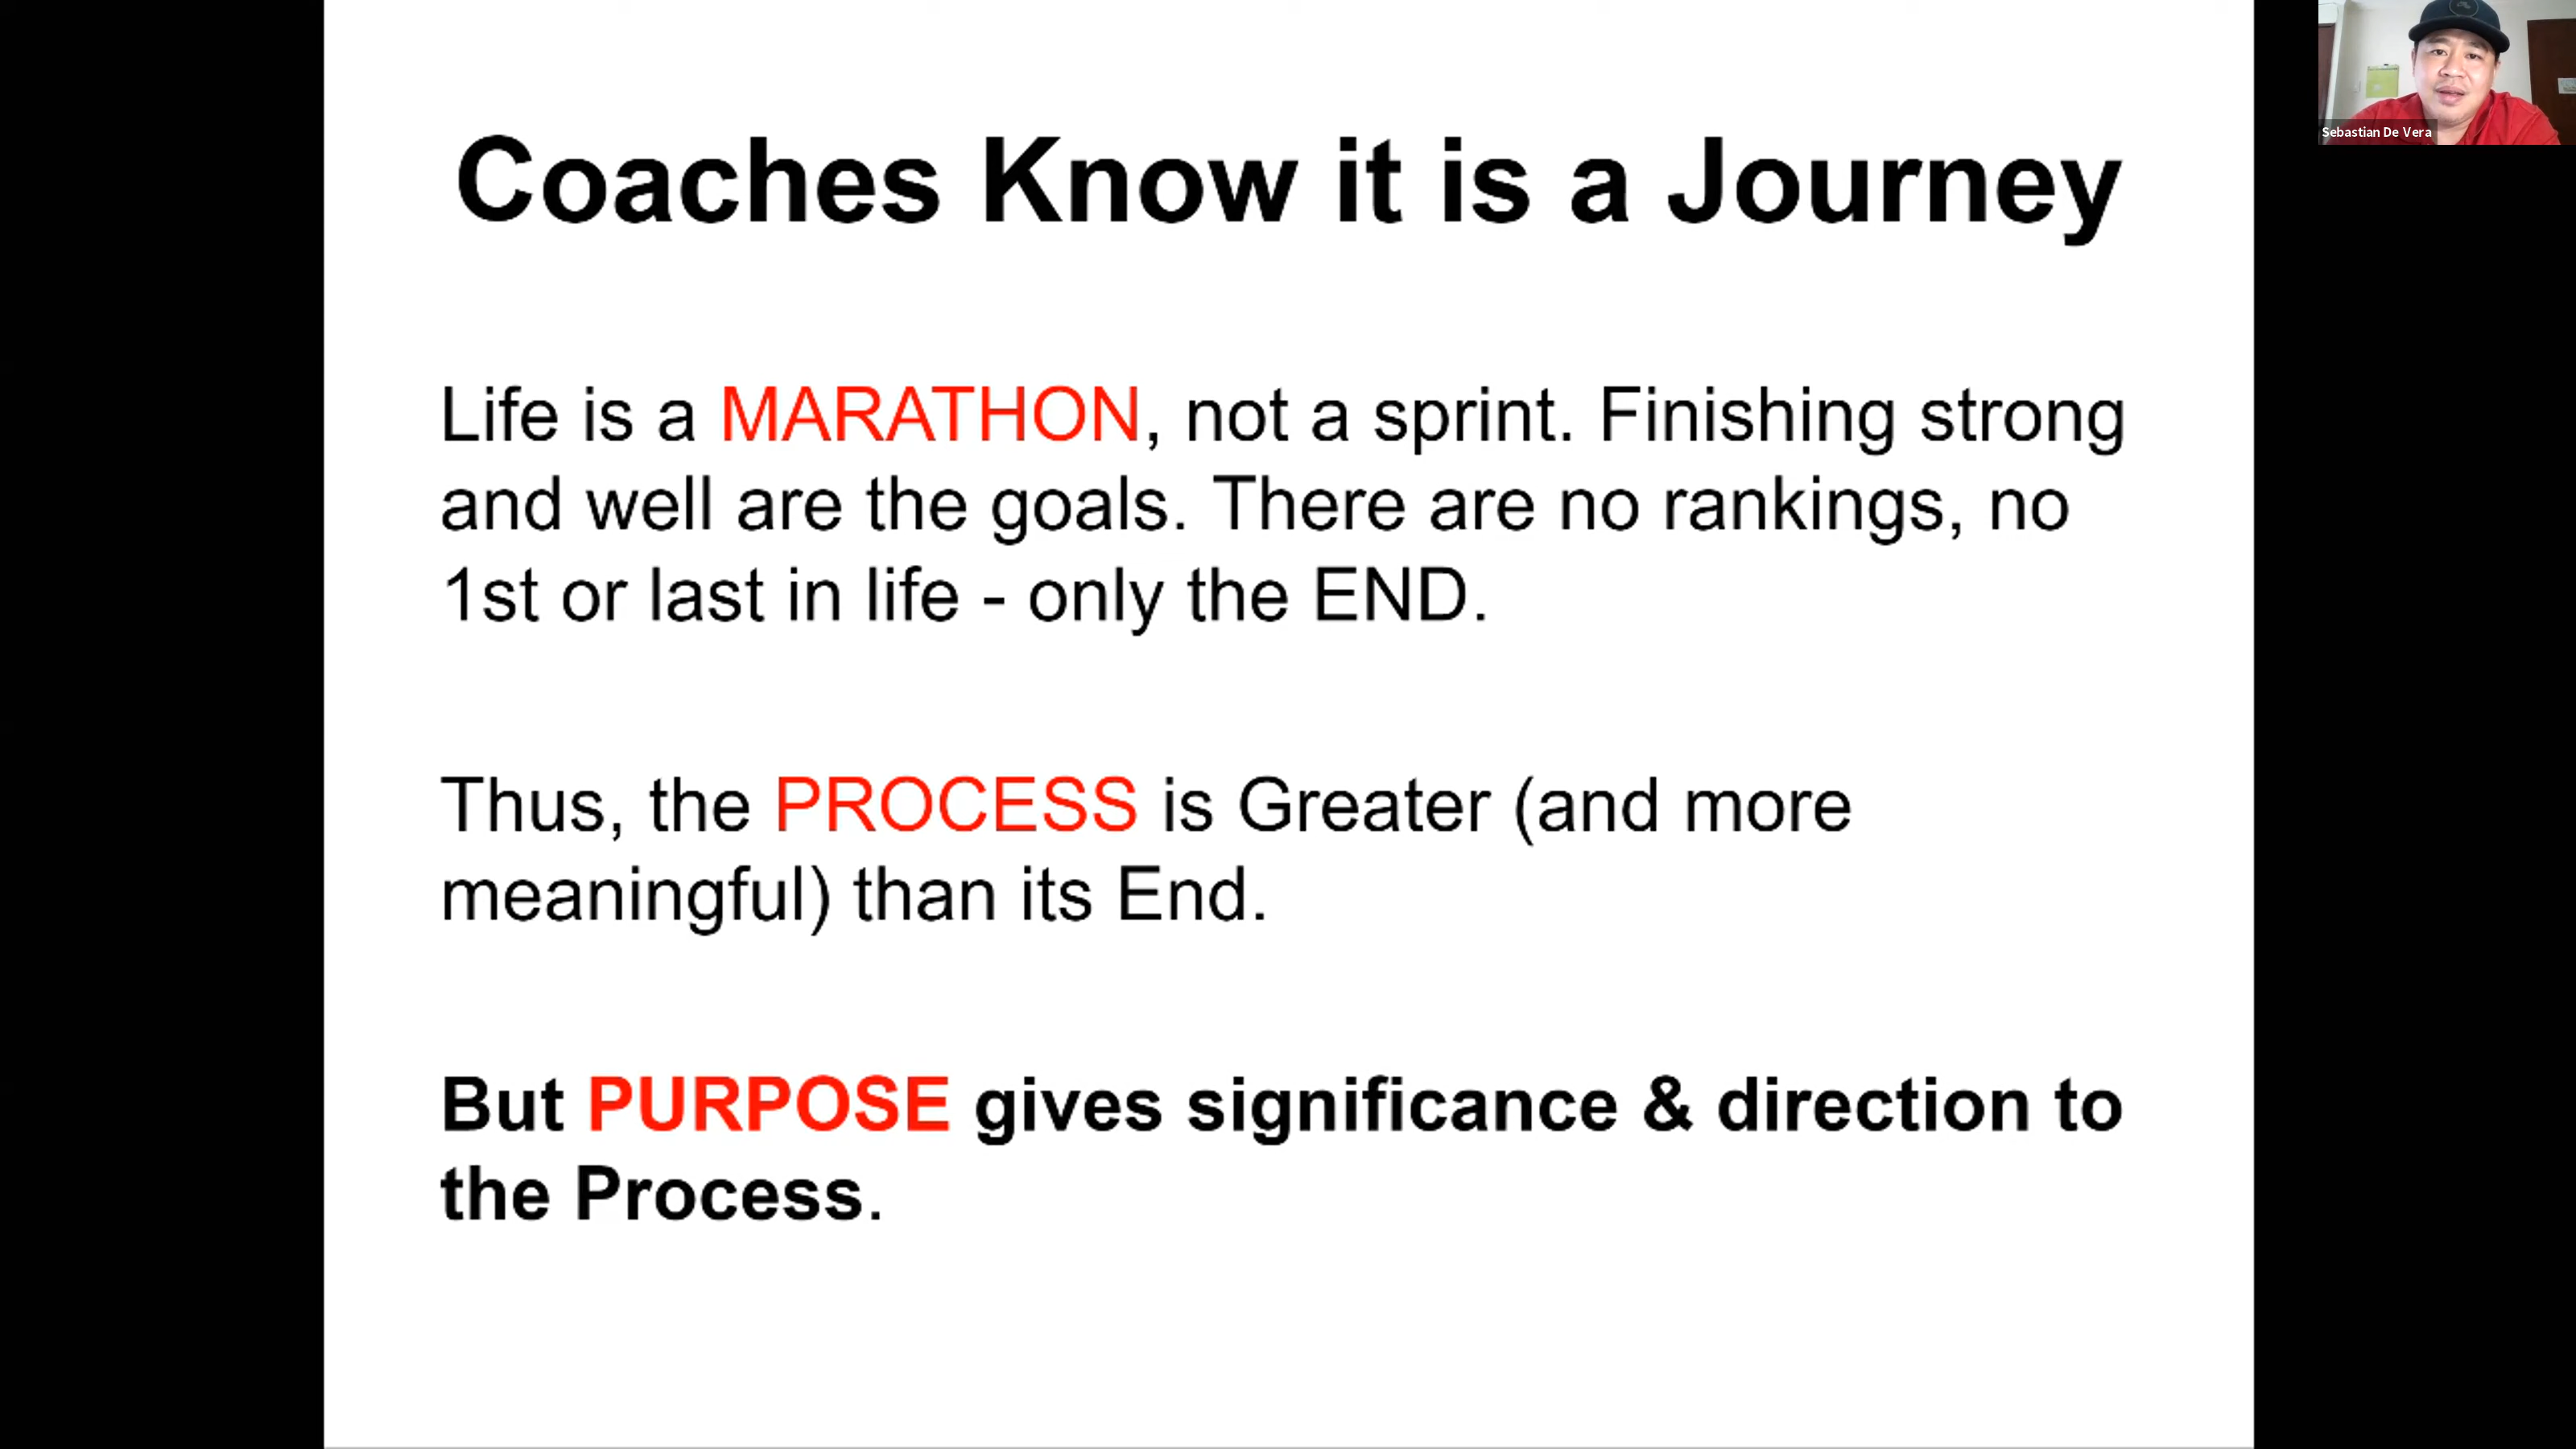 Coaches Know it is a Journey
Life is a MARATHON, not a sprint. Finishing strong
and well are the goals. There are no rankings, no
1st or last in life - only the END.
Thus, the PROCESS is Greater (and more
meaningful) than its End.
But PURPOSE gives significance & direction to
the Process.
Sebastian De Vera